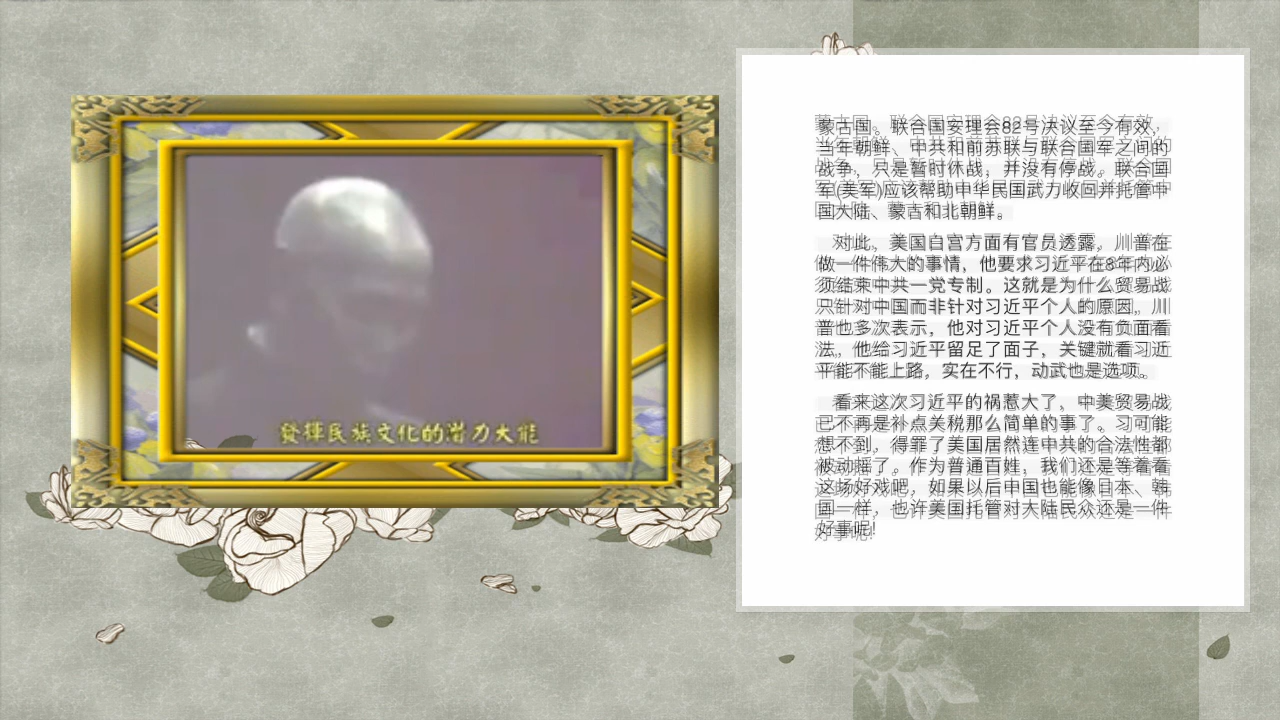 發揮民族文化的潛力大能
蒙古国。联合国安理会82号决议至今有效，
当年朝鲜、中共和前苏联与联合国军之间的
战争，只是暂时休战，并没有停战。联合国
军(美军)应该帮助中华民国武力收回并托管中
国大陆、蒙古和北朝鲜。
对此，美国白宫方面有官员透露，川普在
做一件伟大的事情，他要求习近平在8年内必
须结束中共一党专制。这就是为什么贸易战
只针对中国而非针对习近平个人的原因，川
普也多次表示，他对习近平个人没有负面看
法，他给习近平留足了面子，关键就看习近
平能不能上路，实在不行，动武也是选项。
看来这次习近平的祸惹大了，中美贸易战
已不再是补点关税那么简单的事了。习可能
想不到，得罪了美国居然连中共的合法性都
被动摇了。作为普通百姓，我们还是等着看
这场好戏吧，如果以后中国也能像日本、韩
国一样，也许美国托管对大陆民众还是一件
好事呢!